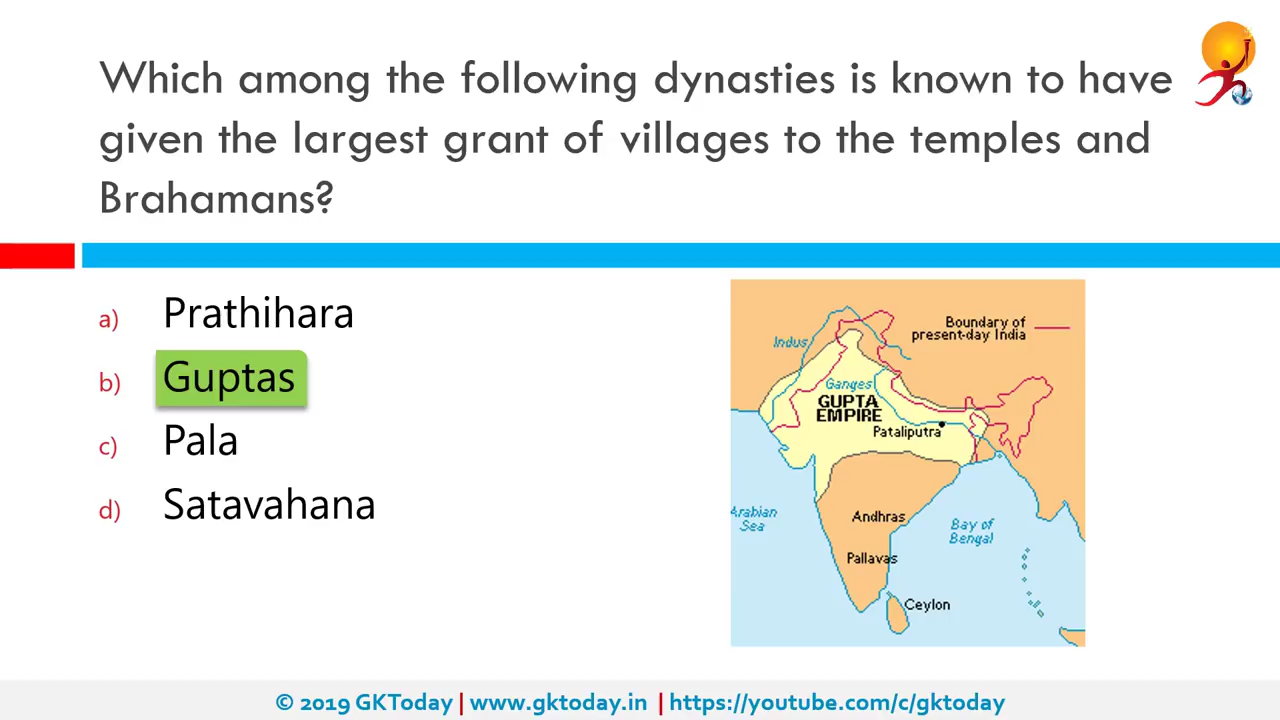 Which among the following dynasties is known to have
given the largest grant of villages to the temples and
Brahamans?
a) Prathihara
b) Guptas
c) Pala
d) Satavahana
Boundary of
present-day India
Indus
Ganges
GUPTA
EMPIRE
Pataliputra
Arabian
Sea
Andhras
Bay of
Bengal
Pallavas
Ceylon
© 2019 GKToday | www.gktoday.in | https://youtube.com/c/gktoday